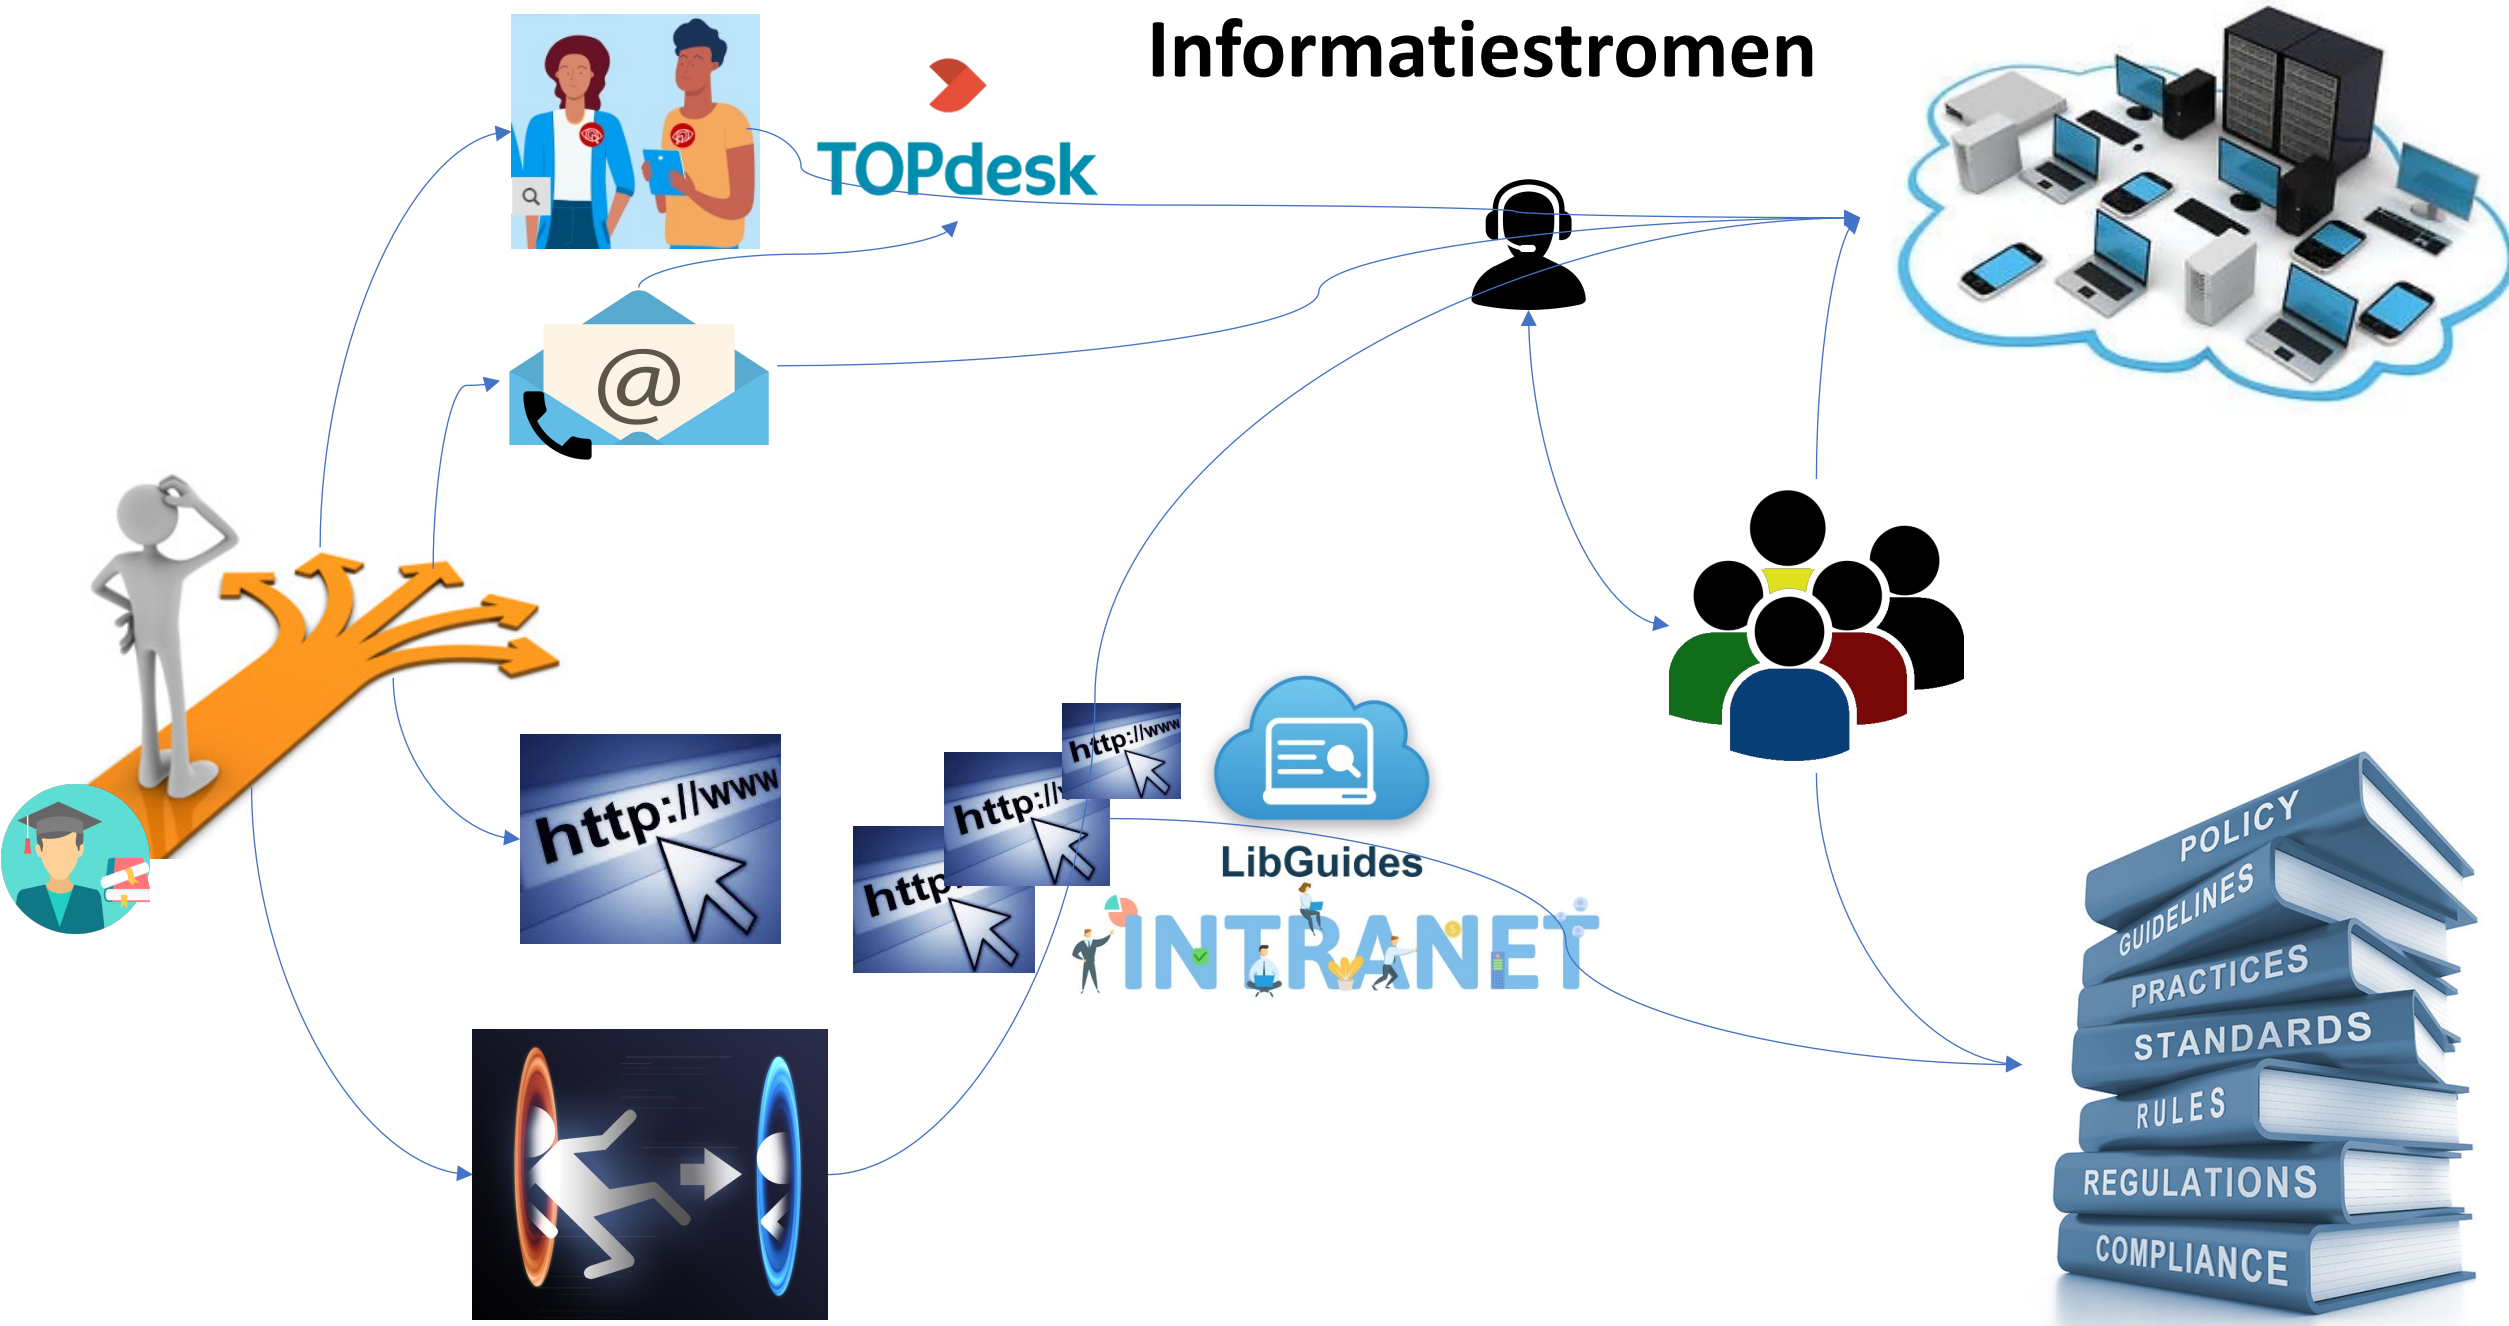 Informatiestromen
TOPdesk
@
http://www
http://www
http://
http
LibGuides
INTRANET
POLICY
GUIDELINES
PRACTICES
STANDARDS
RULES
REGULATIONS
COMPLIANCE